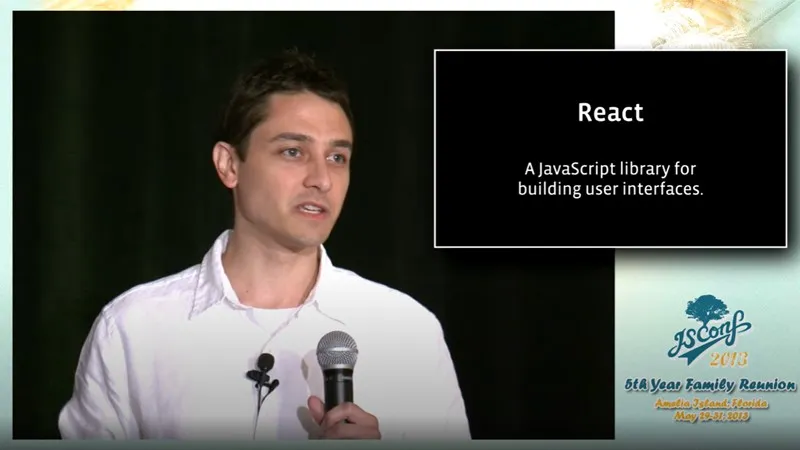 React
A JavaScript library for
building user interfaces.
JSConf
2013
5th Year Family Reunion
Amelia Island, Florida
May 29-31, 2013